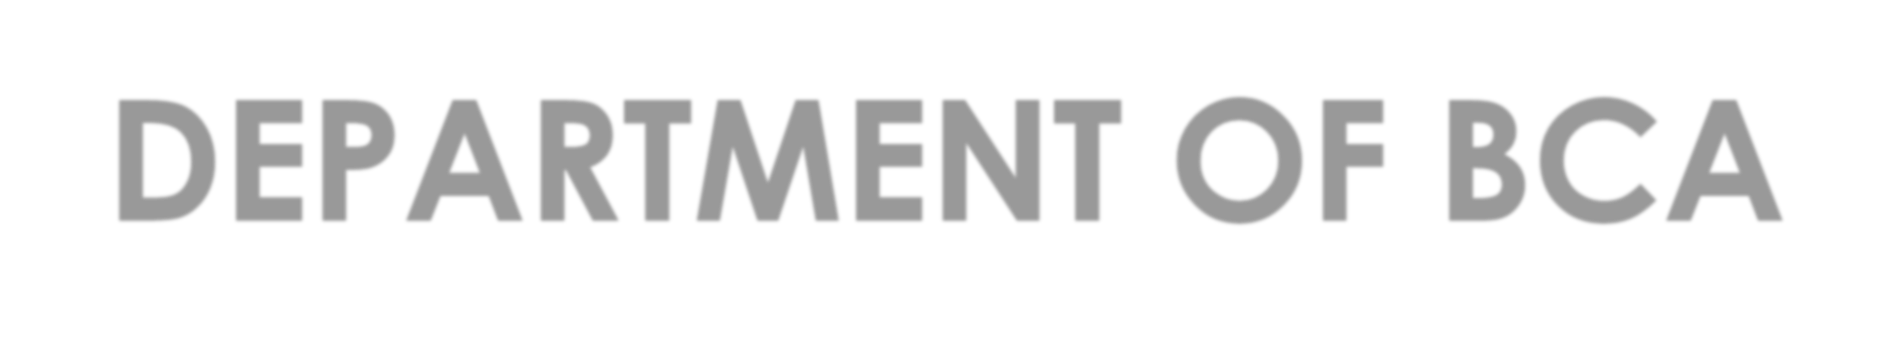 DEPARTMENT OF BCA